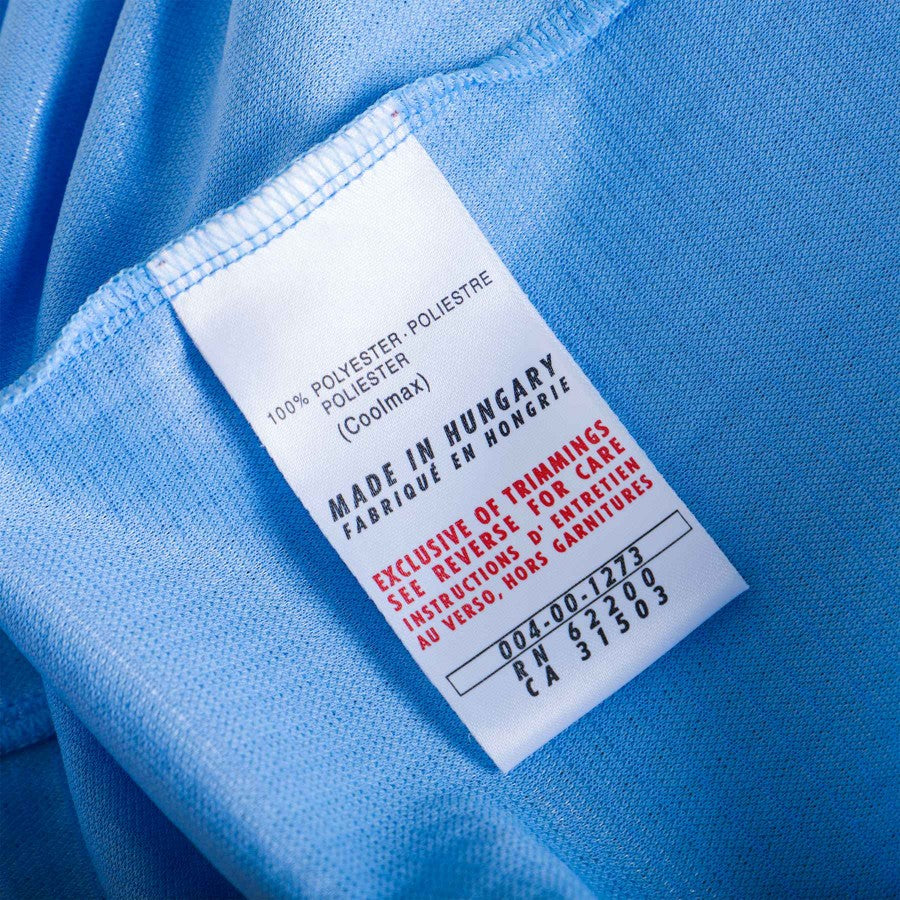 100% POLYESTER · POLIESTRE
POLIESTER
(Coolmax)
MADE IN HUNGARY
FABRIQUÉ EN HONGRIE
EXCLUSIVE OF TRIMMINGS
SEE REVERSE FOR CARE
INSTRUCTIONS D' ENTRETIEN
AU VERSO, HORS GARNITURES
004-00-1273
RN 62200
CA 31503